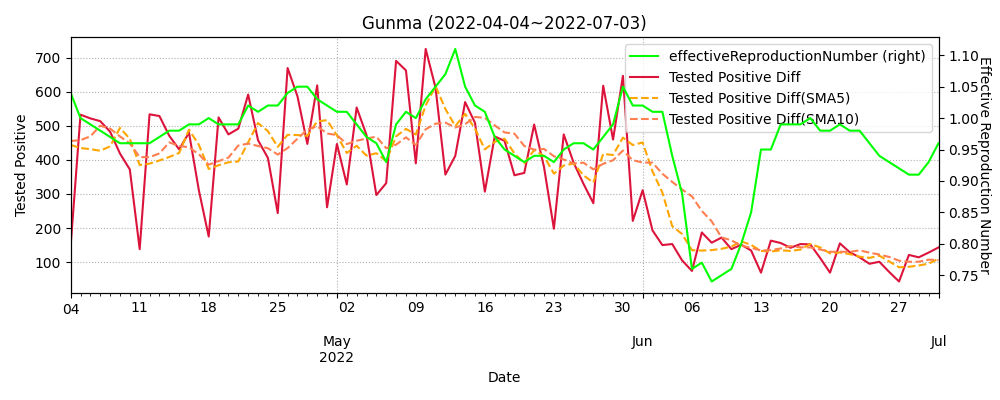 Gunma (2022-04-04~2022-07-03)
effectiveReproductionNumber (right)
Tested Positive Diff
Tested Positive Diff(SMA5)
Tested Positive Diff(SMA10)
Tested Positive
700
600
500
400
300
200
100
Effective Reproduction Number
1.10
1.05
1.00
0.95
0.90
0.85
0.80
0.75
04 11 18 25 02 09 16 23 30 06 13 20 27
May Jun Jul
2022
Date